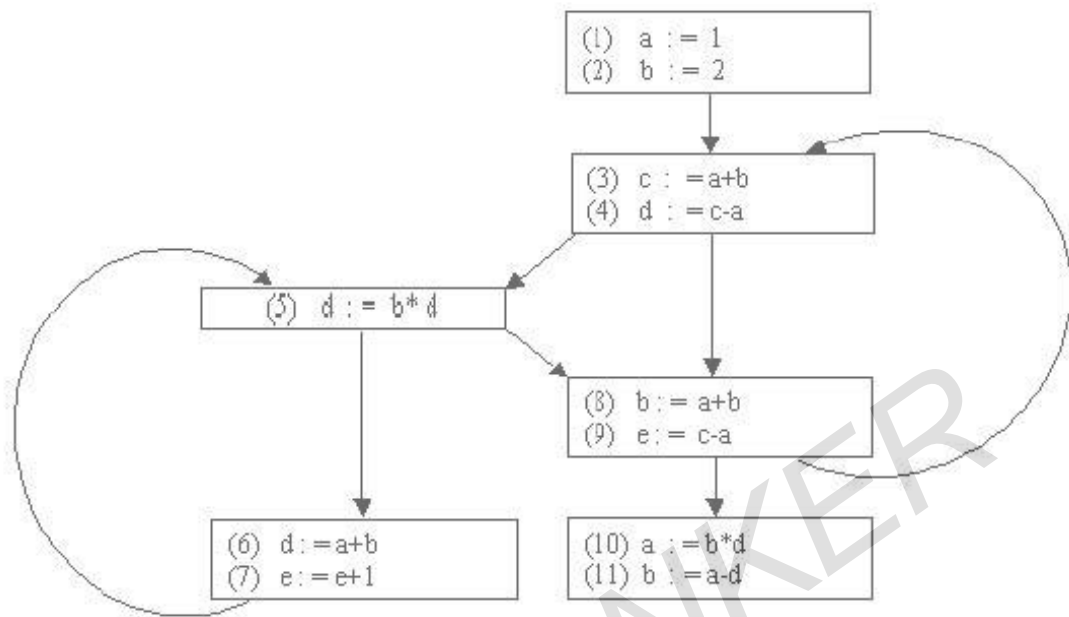 (1) a := 1
(2) b := 2
(3) c : =a+b
(4) d : =c-a
(5) d : = b* d
(8) b := a+b
(9) e := c-a
(6) d :=a+b
(7) e :=e+1
(10) a :=b*d
(11) b :=a-d